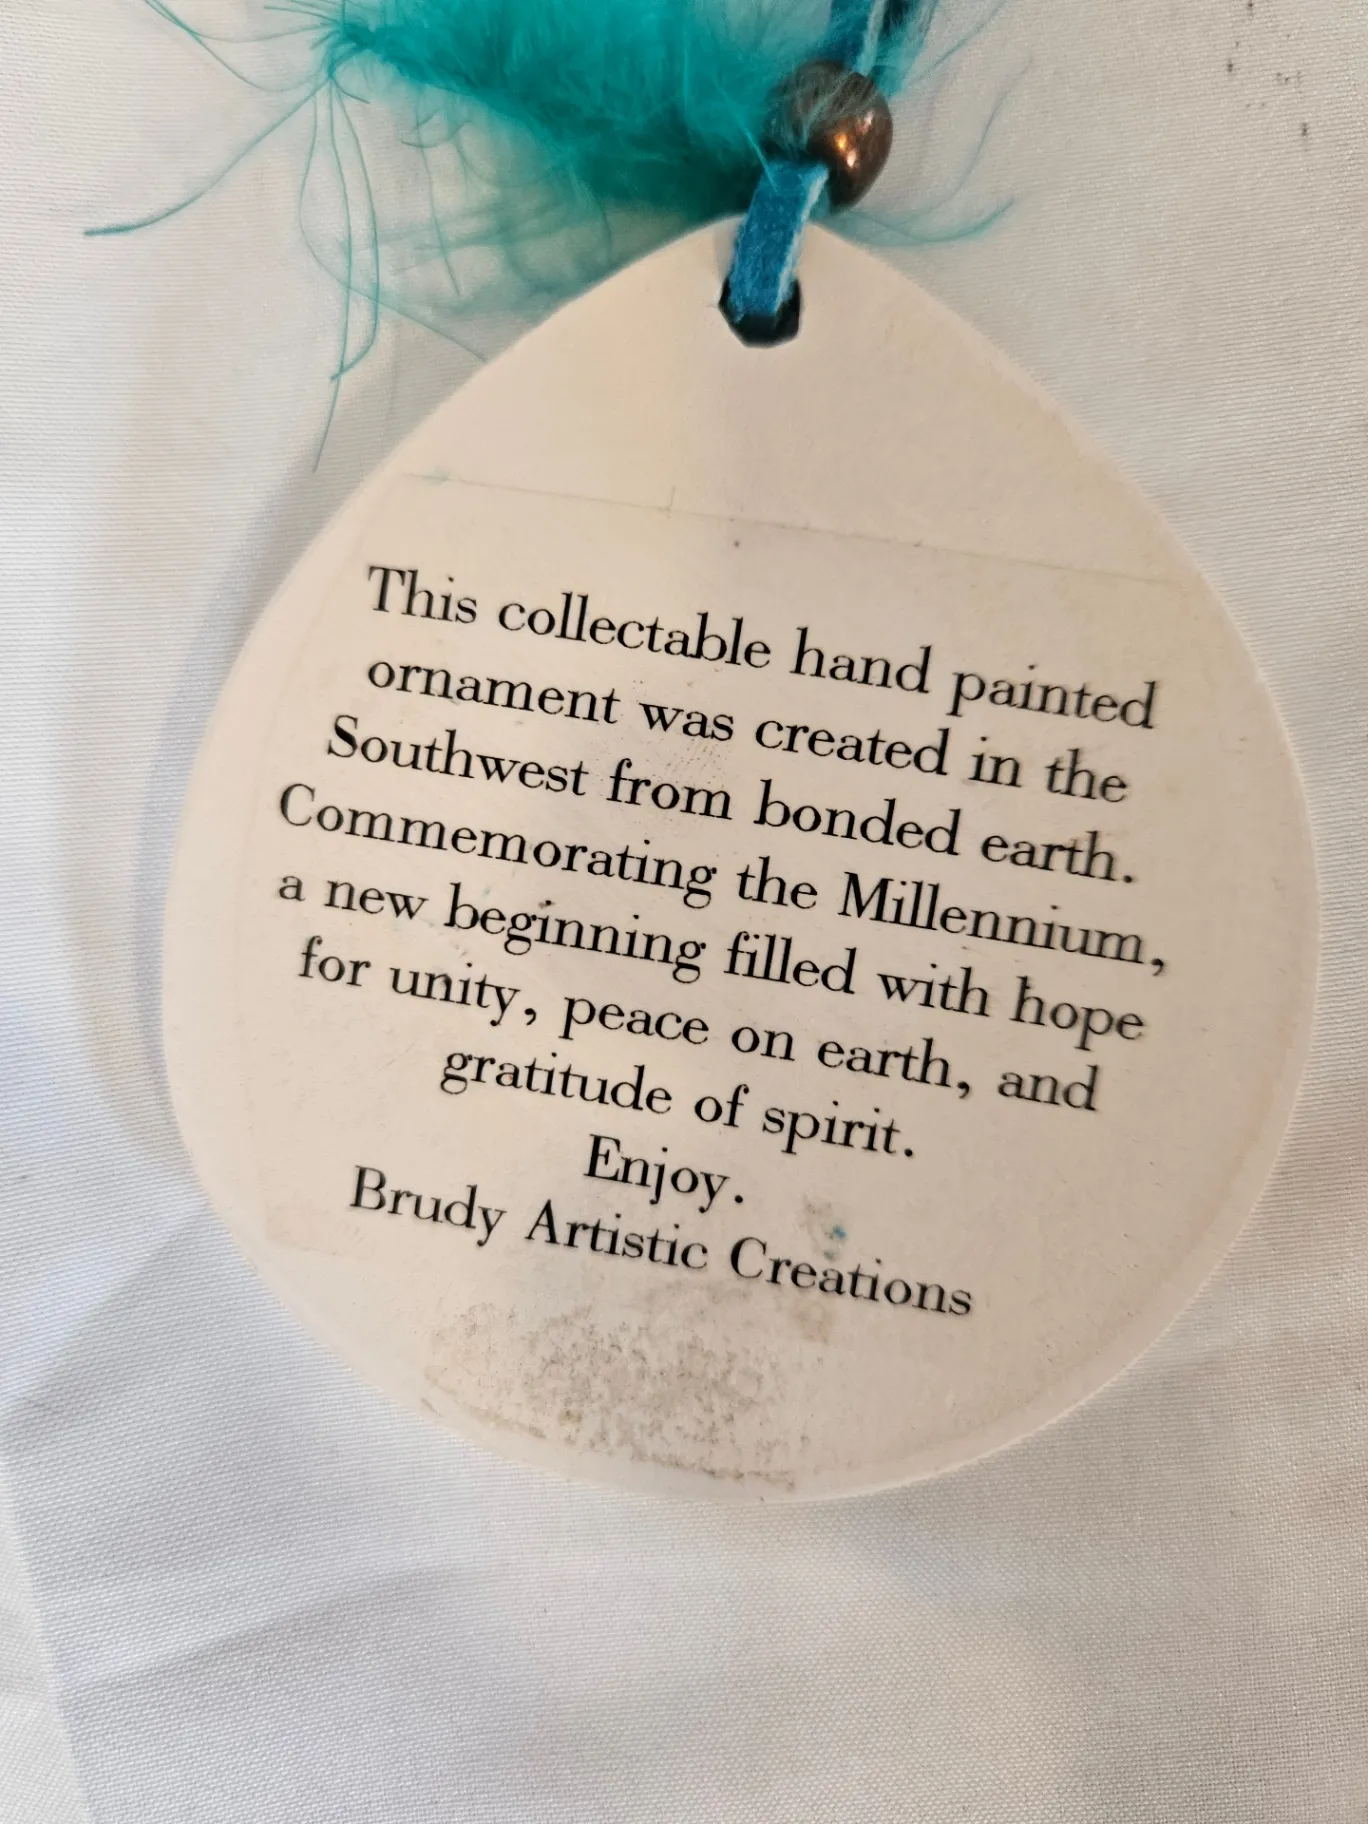 This collectable hand painted
ornament was created in the
Southwest from bonded earth.
Commemorating the Millennium,
a new beginning filled with hope
for unity, peace on earth, and
gratitude of spirit.
Enjoy.
Brudy Artistic Creations